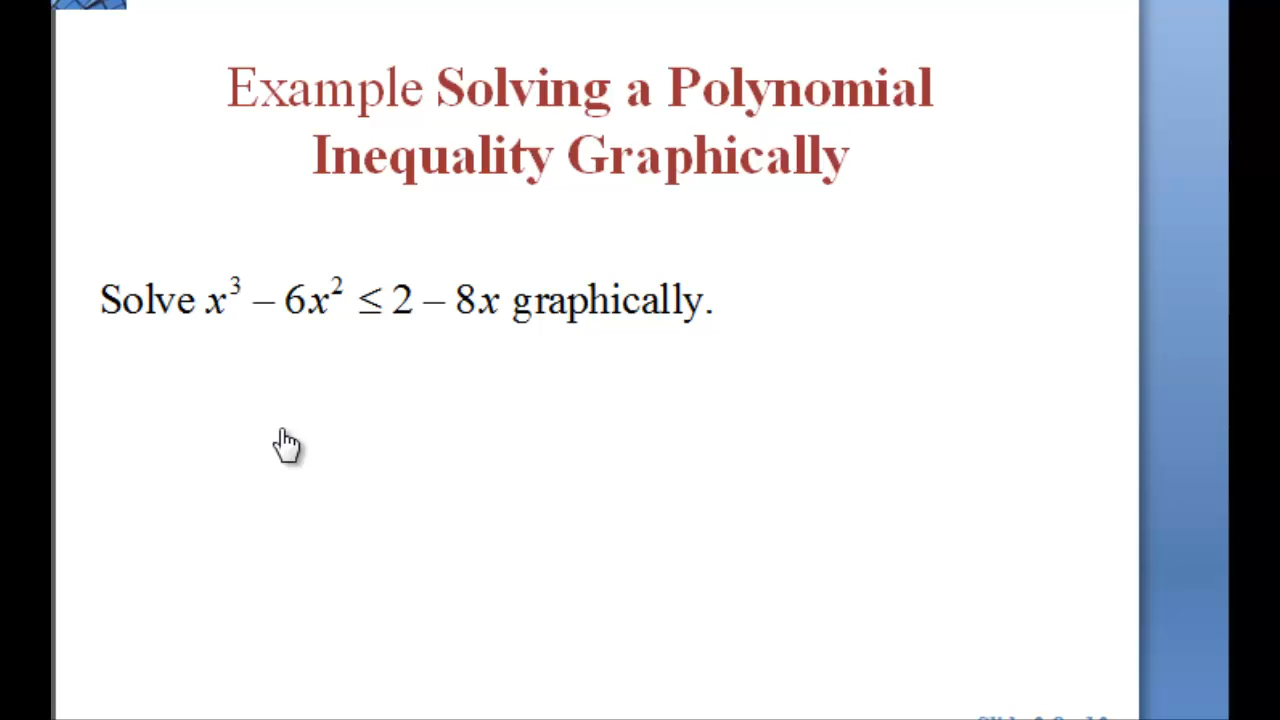 Example Solving a Polynomial
Inequality Graphically
Solve x³ – 6x² ≤ 2 – 8x graphically.